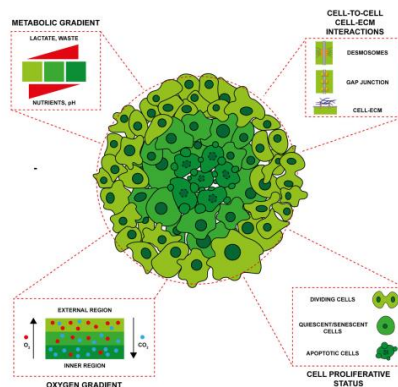 METABOLIC GRADIENT
LACTATE, WASTE
NUTRIENTS, pH
CELL-TO-CELL
CELL-ECM
INTERACTIONS
DESMOSOMES
GAP JUNCTION
CELL-ECM
EXTERNAL REGION
O₂
CO₂
INNER REGION
OXYGEN GRADIENT
DIVIDING CELLS
QUIESCENT/SENESCENT
CELLS
APOPTOTIC CELLS
CELL PROLIFERATIVE
STATUS